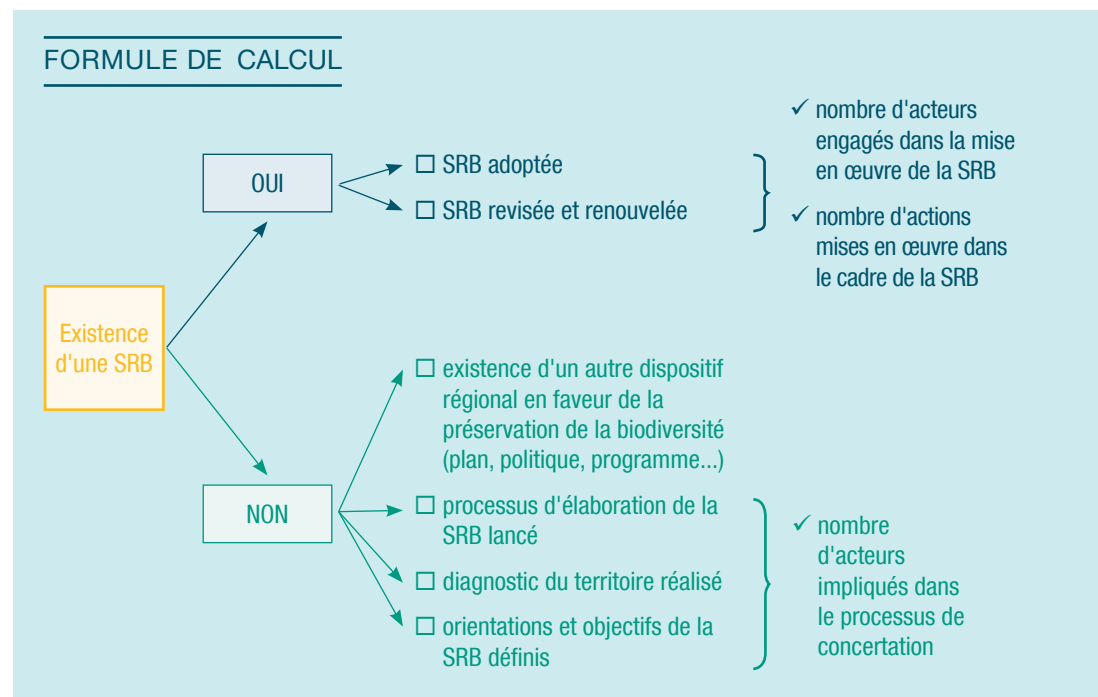 FORMULE DE CALCUL
Existence
d'une SRB
OUI
☐ SRB adoptée
☐ SRB revisée et renouvelée
✓ nombre d'acteurs
engagés dans la mise
en œuvre de la SRB
✓ nombre d'actions
mises en œuvre dans
le cadre de la SRB
NON
☐ existence d'un autre dispositif
régional en faveur de la
préservation de la biodiversité
(plan, politique, programme...)
☐ processus d'élaboration de la
SRB lancé
☐ diagnostic du territoire réalisé
☐ orientations et objectifs de la
SRB définis
✓ nombre
d'acteurs
impliqués dans
le processus de
concertation